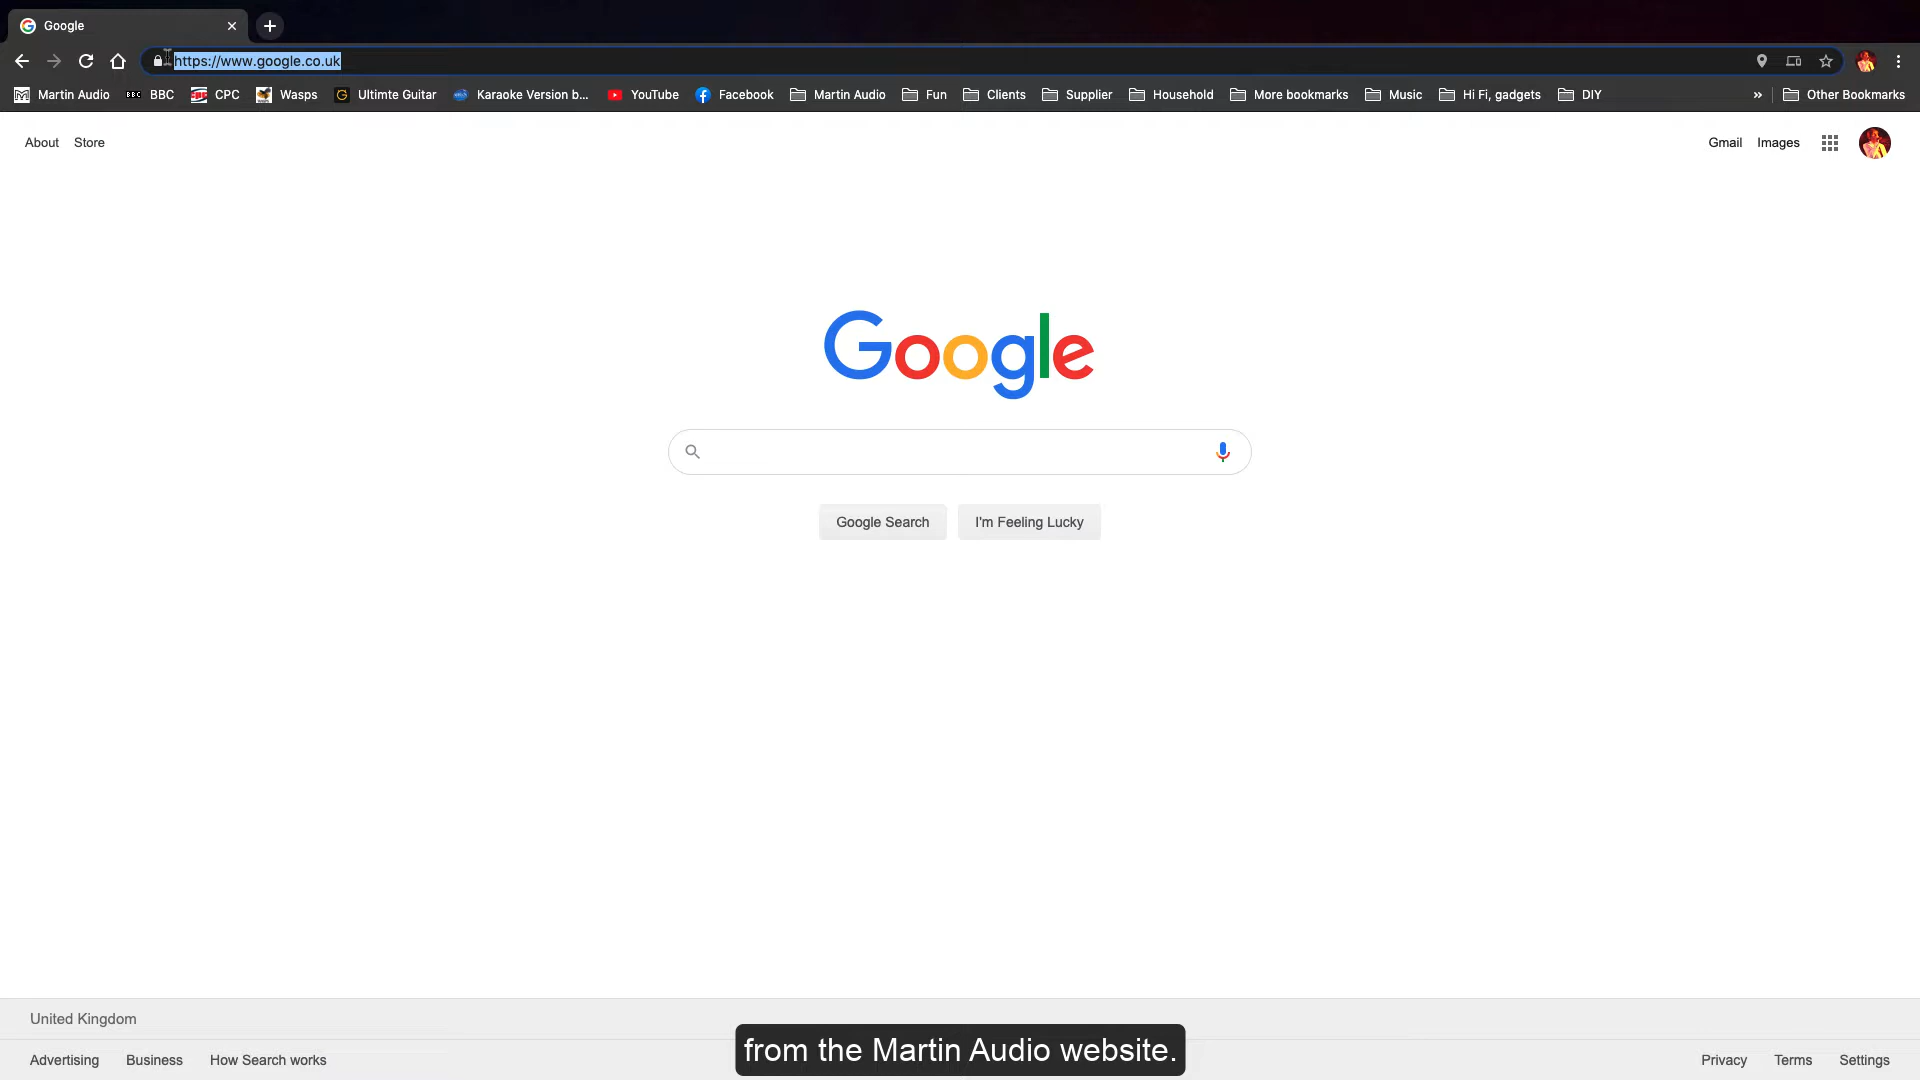 Google
https://www.google.co.uk
Martin Audio BBC BBC CPC Wasps G Ultimte Guitar Karaoke Version b... YouTube Facebook Martin Audio Fun Clients Supplier Household More bookmarks Music Hi Fi, gadgets DIY » Other Bookmarks
About Store Gmail Images
Google
Google Search I'm Feeling Lucky
United Kingdom
from the Martin Audio website.
Advertising Business How Search works Privacy Terms Settings